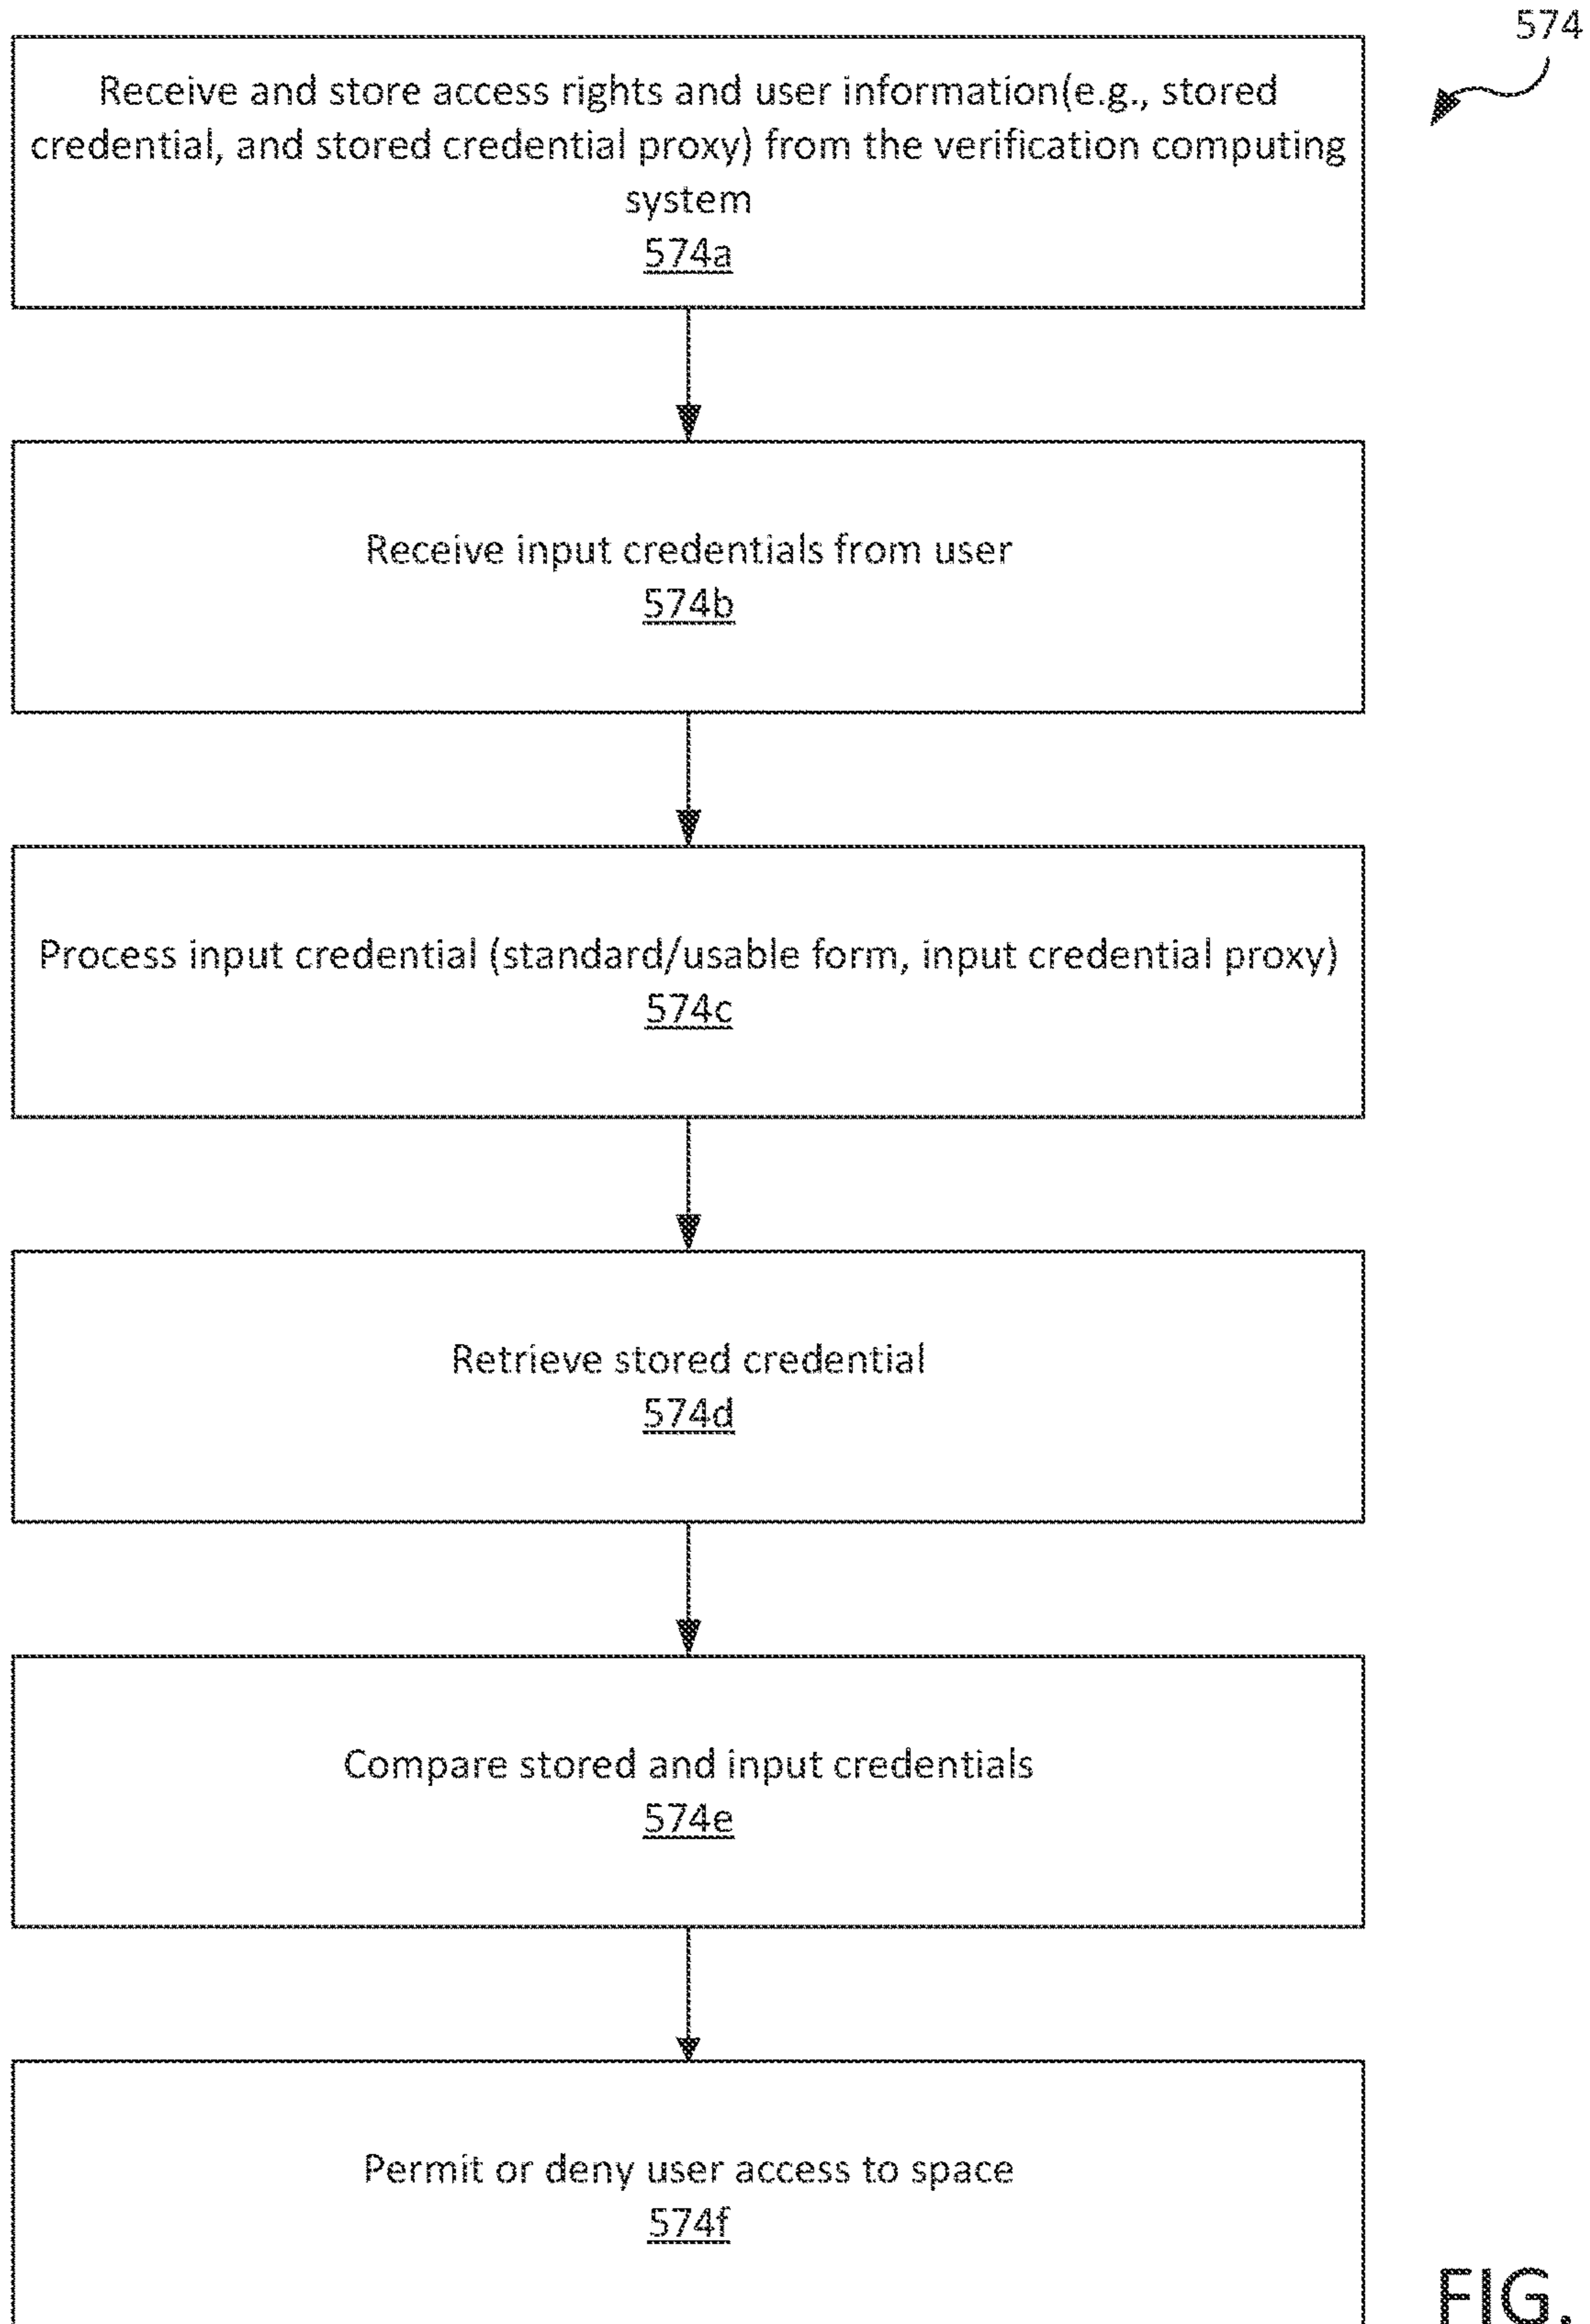 574
Receive and store access rights and user information(e.g., stored
credential, and stored credential proxy) from the verification computing
system
574a
Receive input credentials from user
574b
Process input credential (standard/usable form, input credential proxy)
574c
Retrieve stored credential
574d
Compare stored and input credentials
574e
Permit or deny user access to space
574f
FIG.